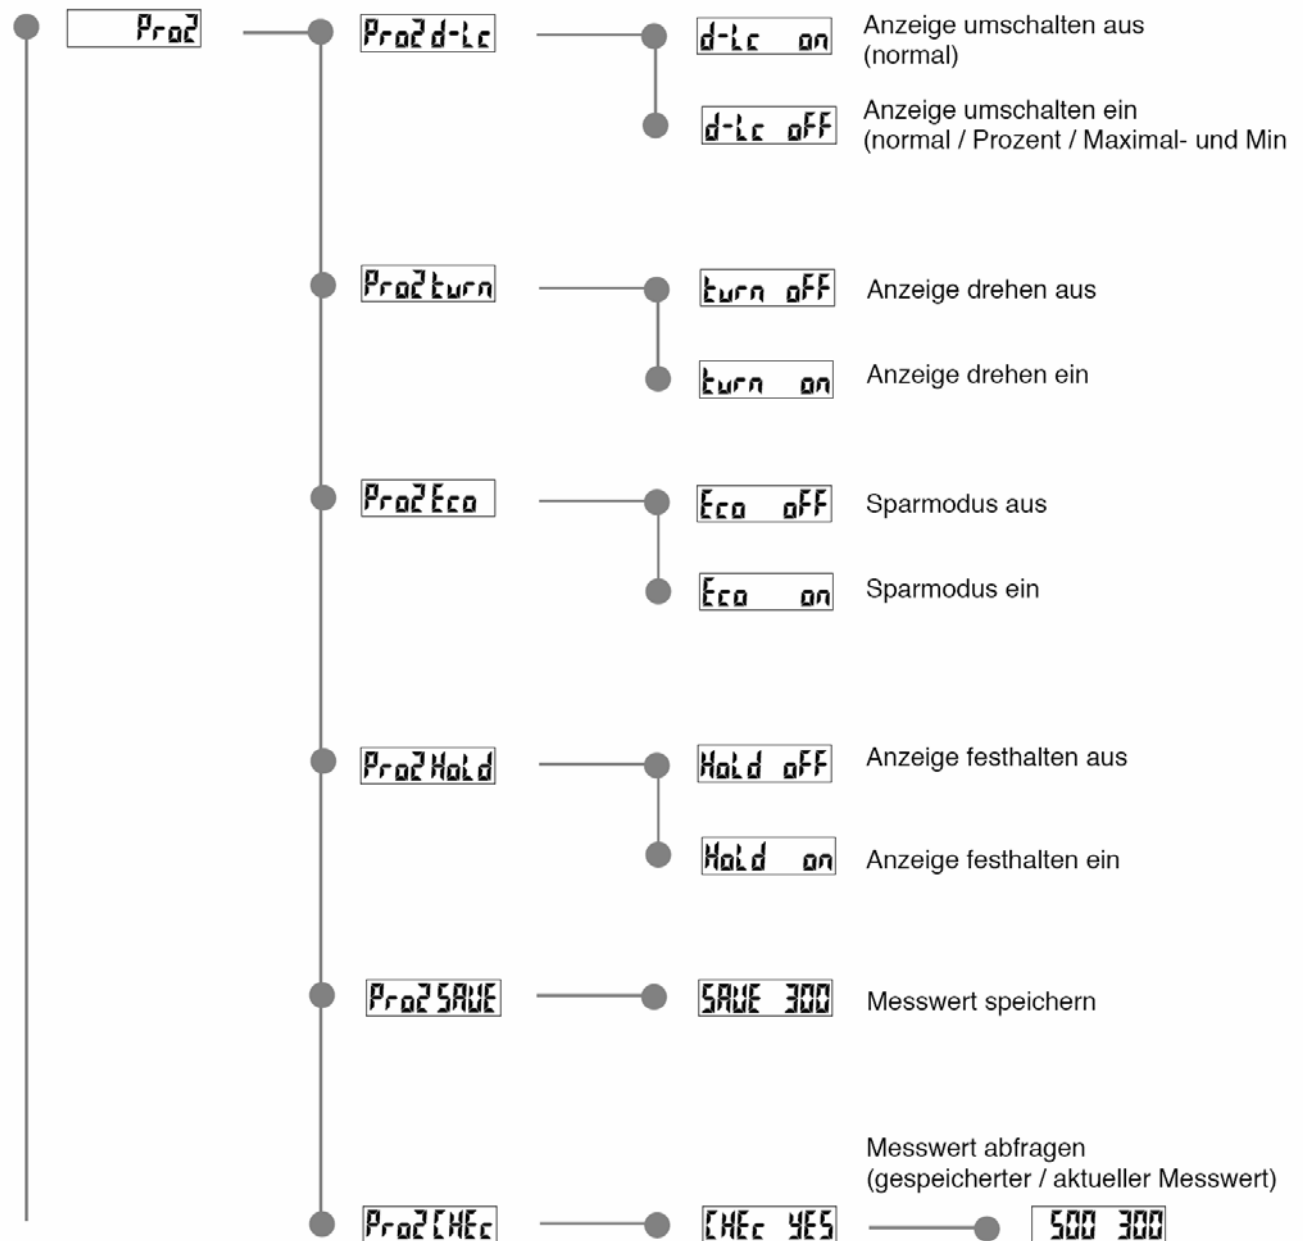 Pro2
Pro2 d-Lc
d-Lc on
Anzeige umschalten aus
(normal)
d-Lc oFF
Anzeige umschalten ein
(normal / Prozent / Maximal- und Min
Pro2 turn
turn oFF
Anzeige drehen aus
turn on
Anzeige drehen ein
Pro2 Eco
Eco oFF
Sparmodus aus
Eco on
Sparmodus ein
Pro2 HoLd
HoLd oFF
Anzeige festhalten aus
HoLd on
Anzeige festhalten ein
Pro2 SAVE
SAVE 300
Messwert speichern
Messwert abfragen
(gespeicherter / aktueller Messwert)
Pro2 CHEc
CHEc YES
500 300